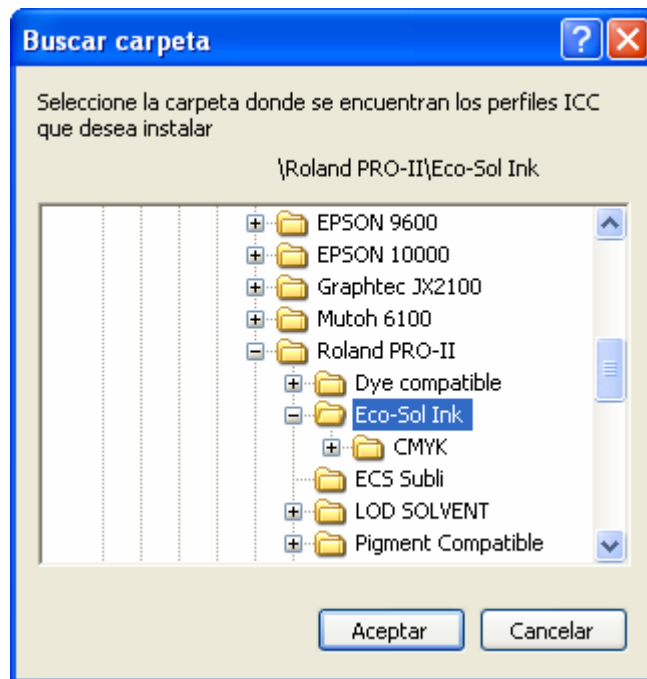 Buscar carpeta
Seleccione la carpeta donde se encuentran los perfiles ICC
que desea instalar
\Roland PRO-II\Eco-Sol Ink
EPSON 9600
EPSON 10000
Graphtec JX2100
Mutoh 6100
Roland PRO-II
Dye compatible
Eco-Sol Ink
CMYK
ECS Subli
LOD SOLVENT
Pigment Compatible
Aceptar
Cancelar